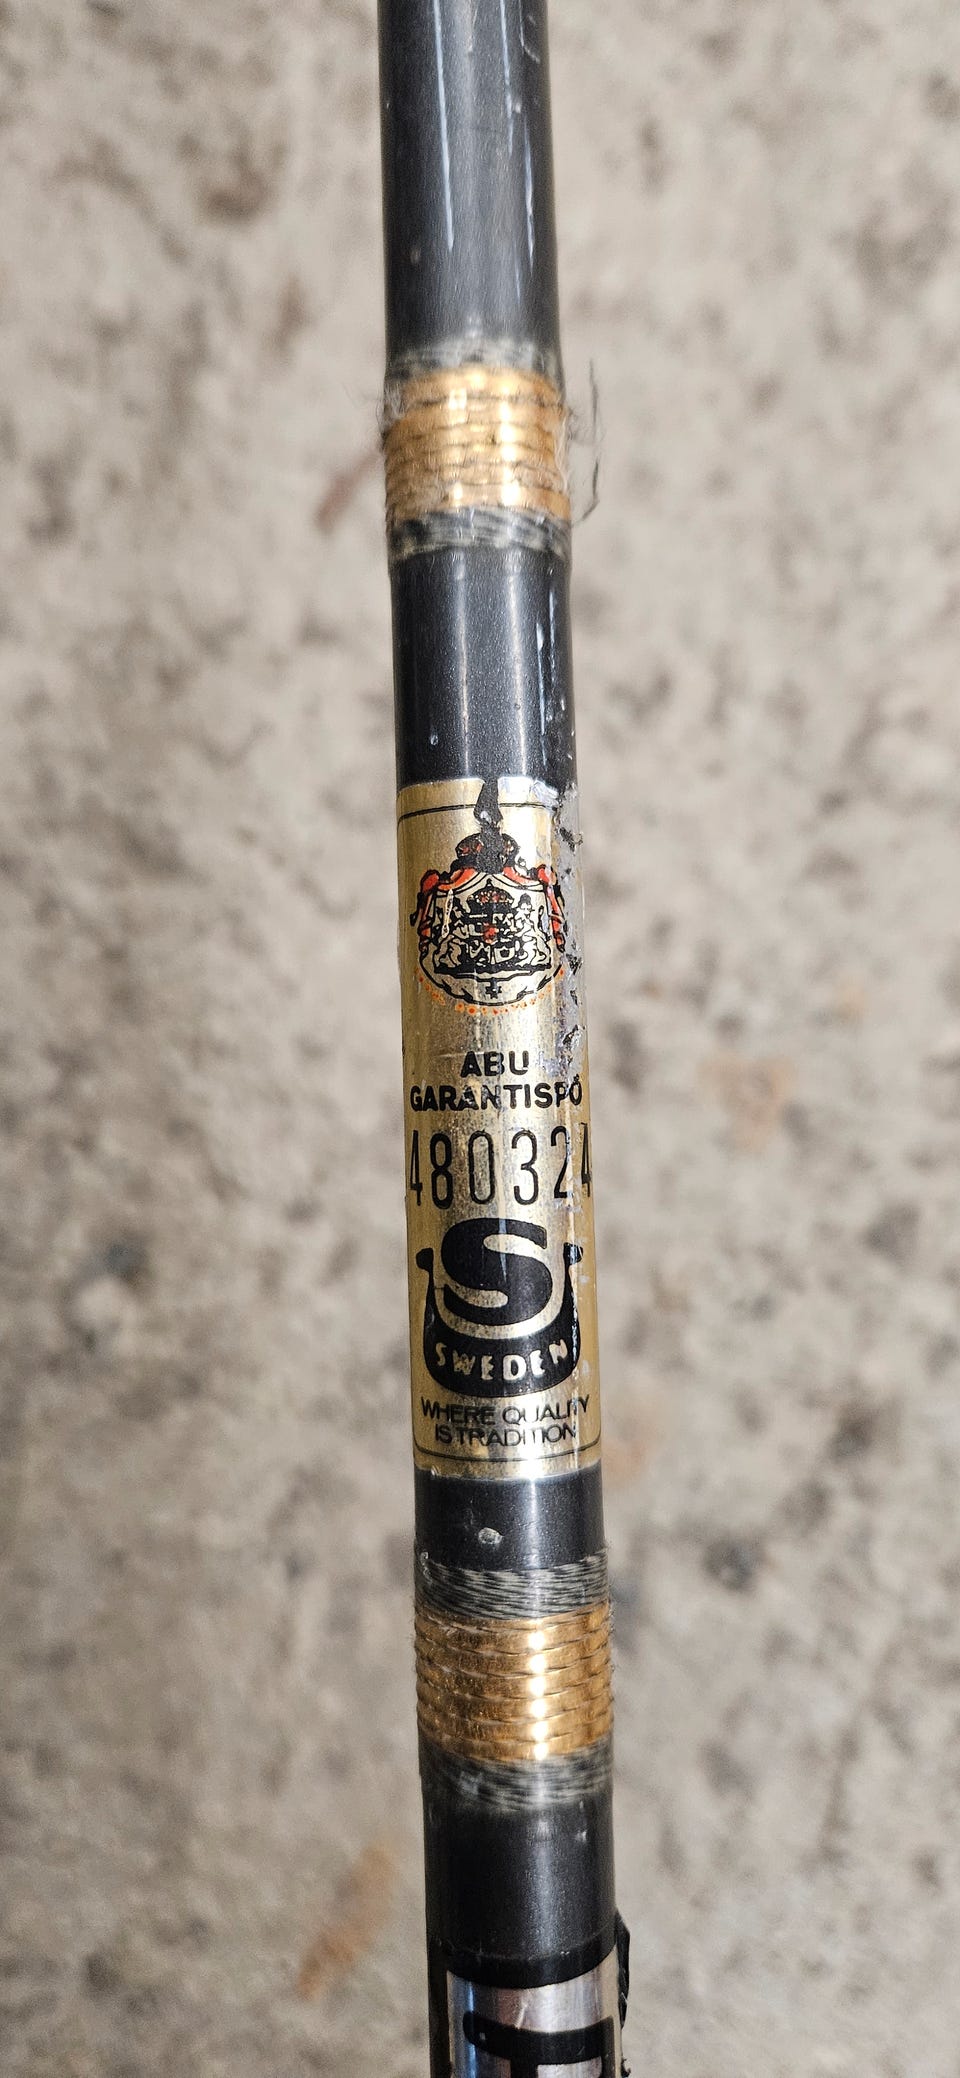 ABU
GARANTISPÖ
480324
S
SWEDEN
WHERE QUALITY
IS TRADITION